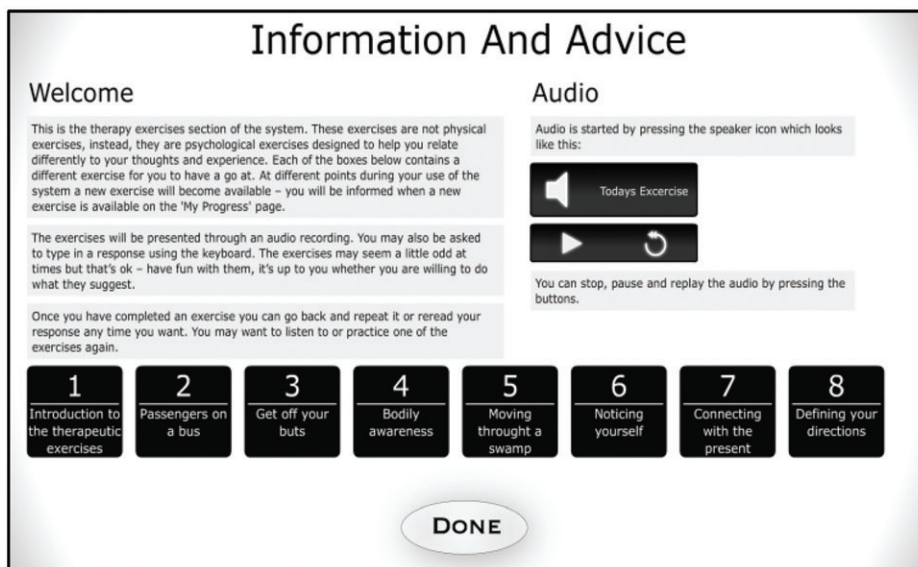 Information And Advice
Welcome
This is the therapy exercises section of the system. These exercises are not physical
exercises, instead, they are psychological exercises designed to help you relate
differently to your thoughts and experience. Each of the boxes below contains a
different exercise for you to have a go at. At different points during your use of the
system a new exercise will become available – you will be informed when a new
exercise is available on the 'My Progress' page.
The exercises will be presented through an audio recording. You may also be asked
to type in a response using the keyboard. The exercises may seem a little odd at
times but that's ok – have fun with them, it's up to you whether you are willing to do
what they suggest.
Once you have completed an exercise you can go back and repeat it or reread your
response any time you want. You may want to listen to or practice one of the
exercises again.
Audio
Audio is started by pressing the speaker icon which looks
like this:
Todays Excercise
You can stop, pause and replay the audio by pressing the
buttons.
1
Introduction to
the therapeutic
exercises
2
Passengers on
a bus
3
Get off your
buts
4
Bodily
awareness
5
Moving
throught a
swamp
6
Noticing
yourself
7
Connecting
with the
present
8
Defining your
directions
DONE